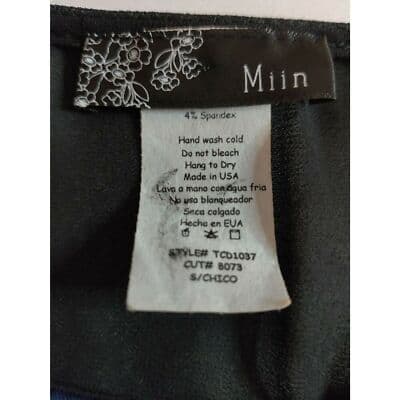 Miin
4% Spandex
Hand wash cold
Do not bleach
Hang to Dry
Made in USA
Lava a mano con agua fria
No usa blanqueador
Seca colgado
Hecho en EUA
STYLE# TCD1037
CUT# 8073
S/CHICO